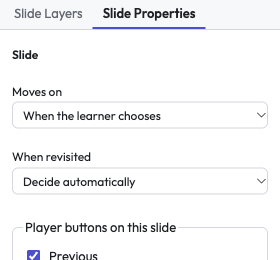 Slide Layers Slide Properties
Slide
Moves on
When the learner chooses
When revisited
Decide automatically
Player buttons on this slide
Previous